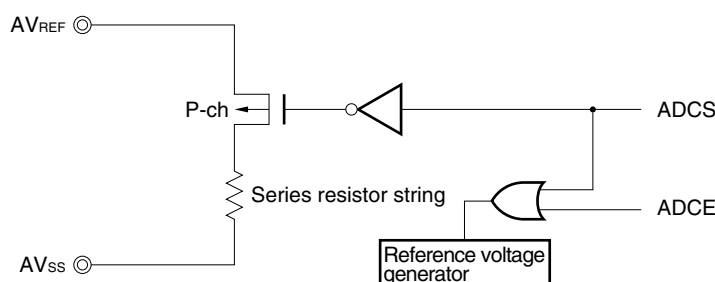 AVREF
P-ch
ADCS
Series resistor string
ADCE
Reference voltage
generator
AVSS